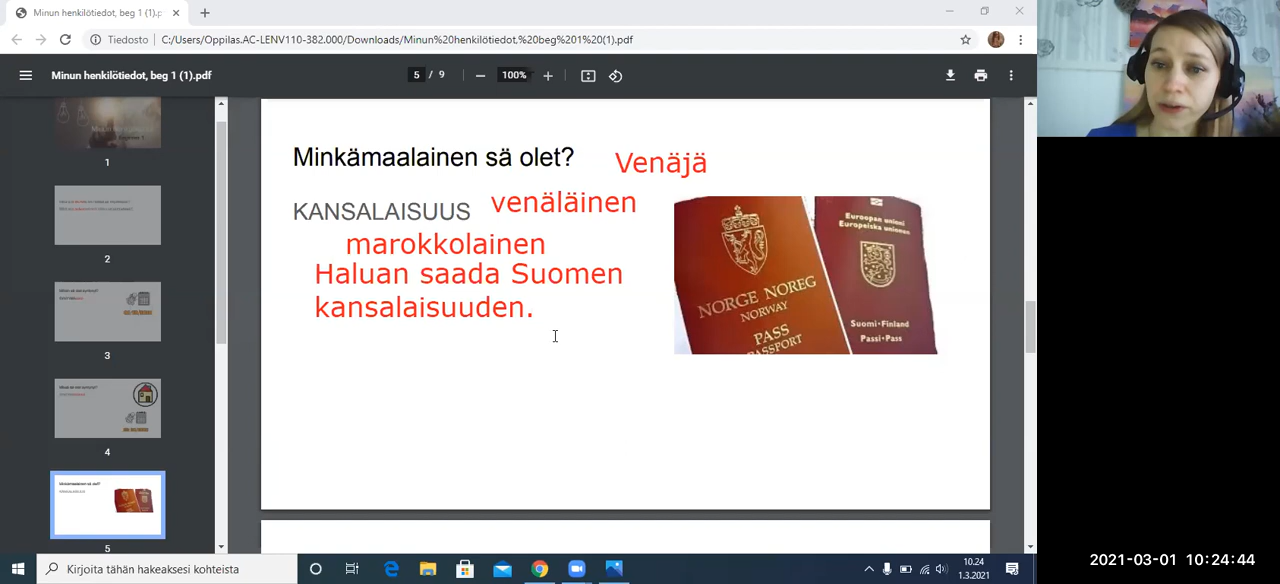 Minun henkilötiedot, beg 1 (1).p
Tiedosto
C:/Users/Oppilas.AC-LENV110-382.000/Downloads/Minun%20henkilötiedot,%20beg%201%20(1).pdf
Minun henkilötiedot, beg 1 (1).pdf
5 / 9
100%
Minkämaalainen sä olet?
Venäjä
KANSALAISUUS
venäläinen
marokkolainen
Haluan saada Suomen
kansalaisuuden.
NORGE NOREG
NORWAY
PASS
PASSPORT
Euroopan unioni
Europeiska unionen
Suomi·Finland
Passi·Pass
1
2
3
4
5
Kirjoita tähän hakeaksesi kohteista
10.24
1.3.2021
2021-03-01 10:24:44